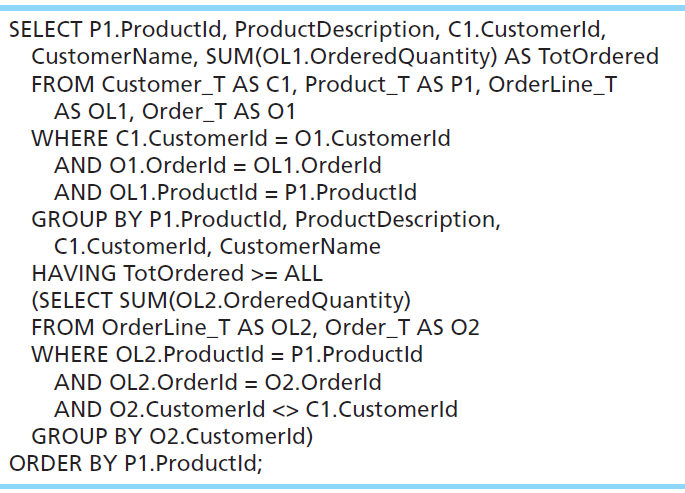 SELECT P1.ProductId, ProductDescription, C1.CustomerId,
CustomerName, SUM(OL1.OrderedQuantity) AS TotOrdered
FROM Customer_T AS C1, Product_T AS P1, OrderLine_T
AS OL1, Order_T AS O1
WHERE C1.CustomerId = O1.CustomerId
AND O1.OrderId = OL1.OrderId
AND OL1.ProductId = P1.ProductId
GROUP BY P1.ProductId, ProductDescription,
C1.CustomerId, CustomerName
HAVING TotOrdered >= ALL
(SELECT SUM(OL2.OrderedQuantity)
FROM OrderLine_T AS OL2, Order_T AS O2
WHERE OL2.ProductId = P1.ProductId
AND OL2.OrderId = O2.OrderId
AND O2.CustomerId <> C1.CustomerId
GROUP BY O2.CustomerId)
ORDER BY P1.ProductId;